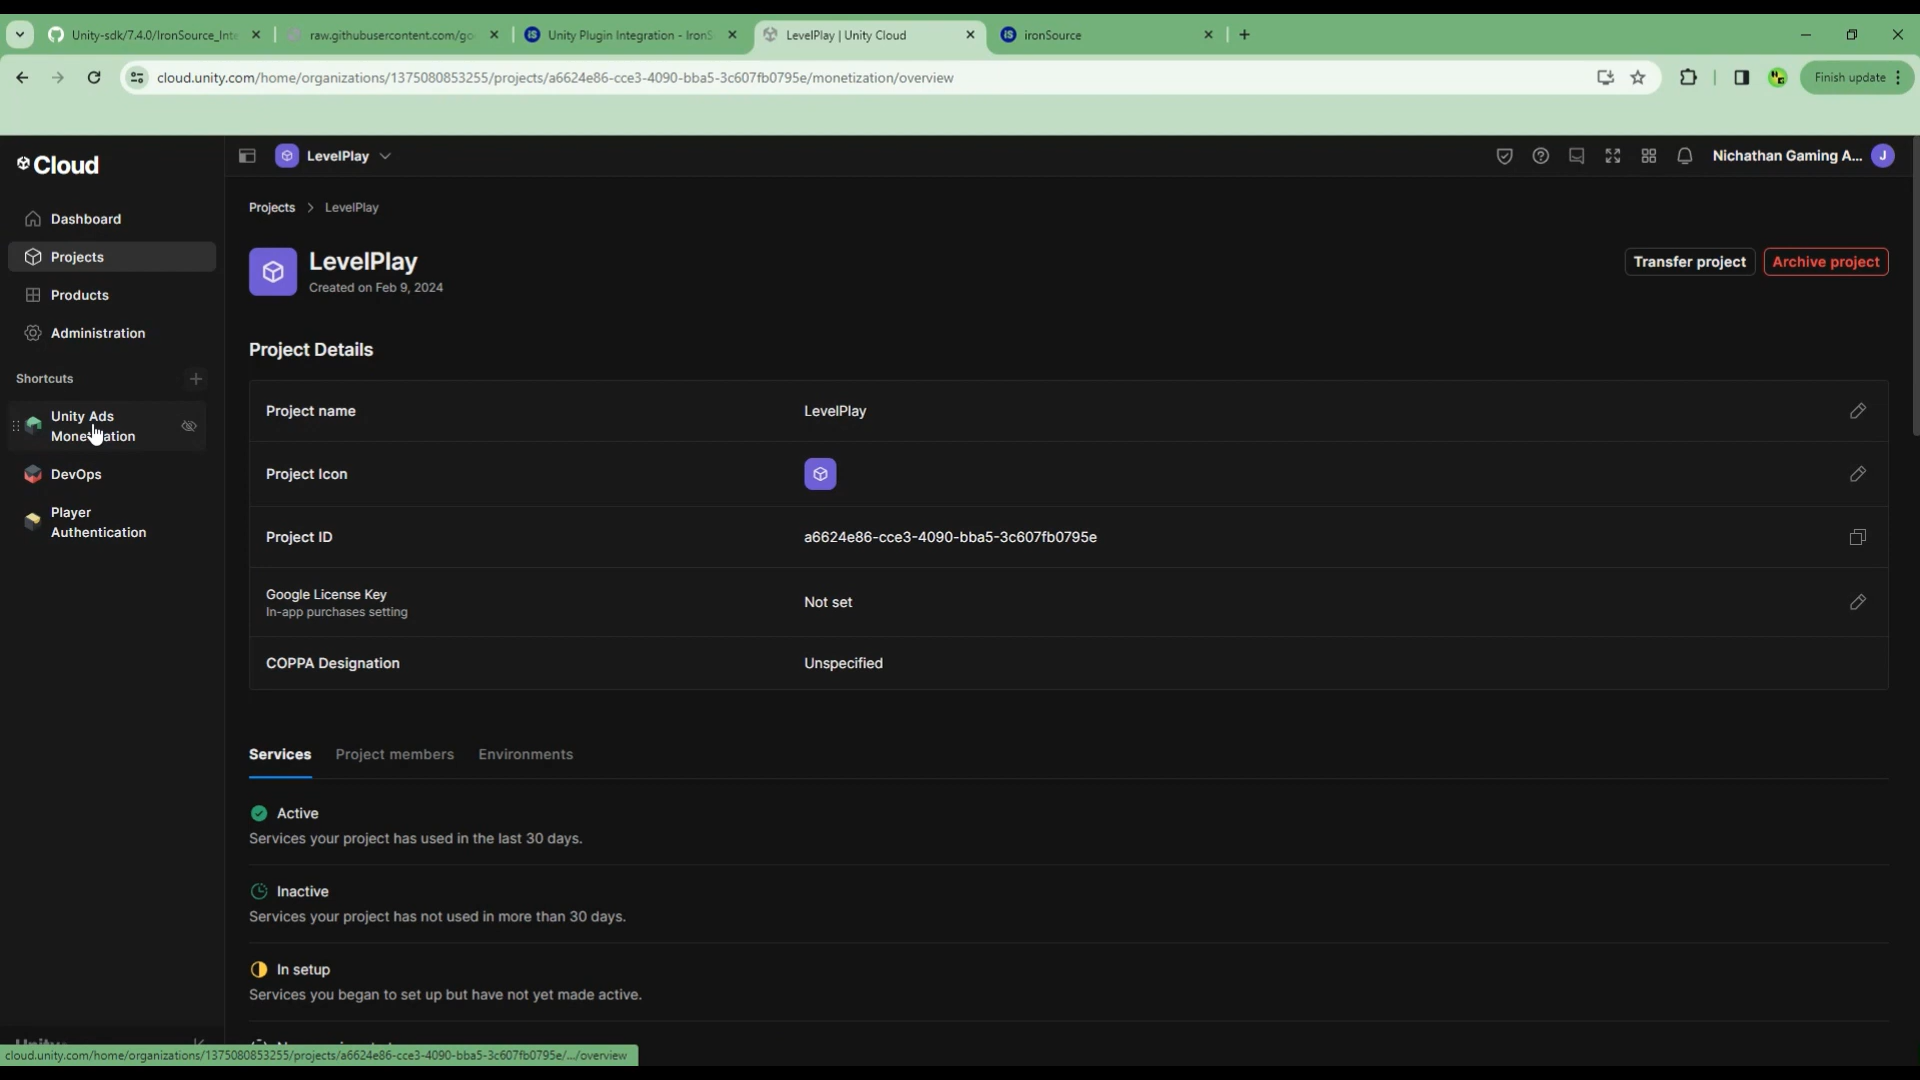 Unity-sdk/7.4.0/IronSource_Inte
raw.githubusercontent.com/go
Unity Plugin Integration - IronS
LevelPlay | Unity Cloud
ironSource
cloud.unity.com/home/organizations/1375080853255/projects/a6624e86-cce3-4090-bba5-3c607fb0795e/monetization/overview
Finish update
Cloud
LevelPlay
Nichathan Gaming A...
J
Dashboard
Projects
Products
Administration
Shortcuts
Unity Ads
Monetization
DevOps
Player
Authentication
Projects > LevelPlay
LevelPlay
Created on Feb 9, 2024
Transfer project
Archive project
Project Details
Project name
LevelPlay
Project Icon
Project ID
a6624e86-cce3-4090-bba5-3c607fb0795e
Google License Key
In-app purchases setting
Not set
COPPA Designation
Unspecified
Services
Project members
Environments
Active
Services your project has used in the last 30 days.
Inactive
Services your project has not used in more than 30 days.
In setup
Services you began to set up but have not yet made active.
cloud.unity.com/home/organizations/1375080853255/projects/a6624e86-cce3-4090-bba5-3c607fb0795e/.../overview